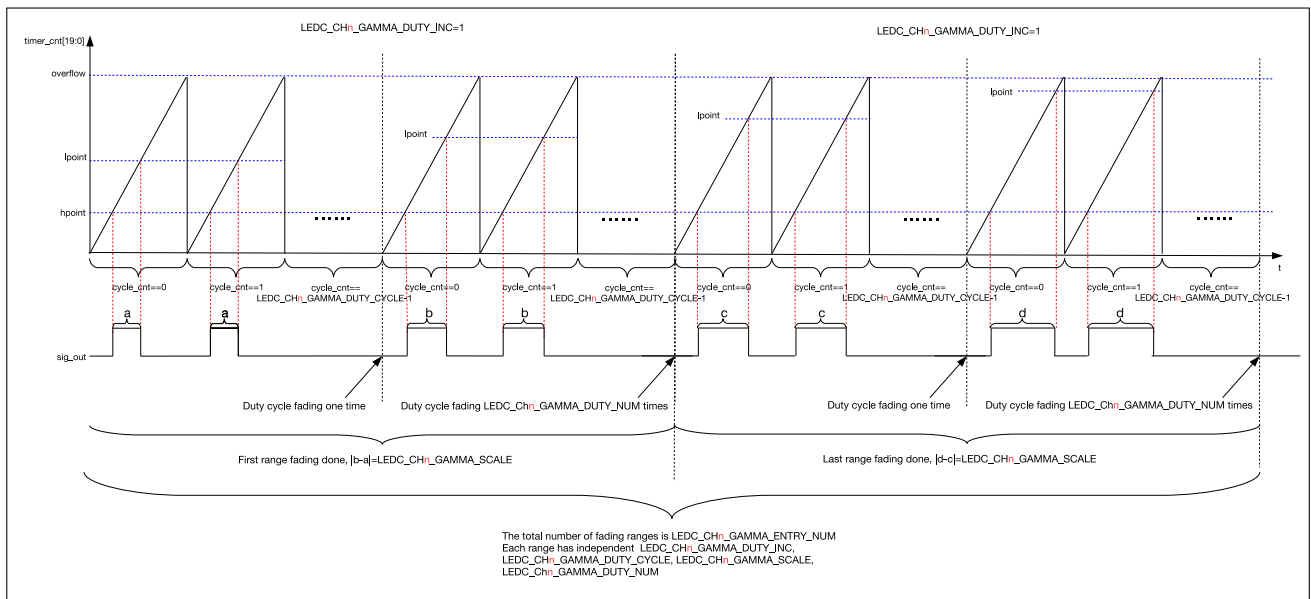 LEDC_CHn_GAMMA_DUTY_INC=1
LEDC_CHn_GAMMA_DUTY_INC=1
timer_cnt[19:0]
overflow
lpoint
lpoint
lpoint
lpoint
hpoint
......
......
......
......
t
cycle_cnt==0
cycle_cnt==1
cycle_cnt==
LEDC_CHn_GAMMA_DUTY_CYCLE-1
cycle_cnt==0
cycle_cnt==1
cycle_cnt==
LEDC_CHn_GAMMA_DUTY_CYCLE-1
cycle_cnt==0
cycle_cnt==1
cycle_cnt==
LEDC_CHn_GAMMA_DUTY_CYCLE-1
cycle_cnt==0
cycle_cnt==1
cycle_cnt==
LEDC_CHn_GAMMA_DUTY_CYCLE-1
a
a
b
b
c
c
d
d
sig_out
Duty cycle fading one time
Duty cycle fading LEDC_Chn_GAMMA_DUTY_NUM times
Duty cycle fading one time
Duty cycle fading LEDC_Chn_GAMMA_DUTY_NUM times
First range fading done, |b-a|=LEDC_CHn_GAMMA_SCALE
Last range fading done, |d-c|=LEDC_CHn_GAMMA_SCALE
The total number of fading ranges is LEDC_CHn_GAMMA_ENTRY_NUM
Each range has independent LEDC_CHn_GAMMA_DUTY_INC,
LEDC_CHn_GAMMA_DUTY_CYCLE, LEDC_CHn_GAMMA_SCALE,
LEDC_Chn_GAMMA_DUTY_NUM